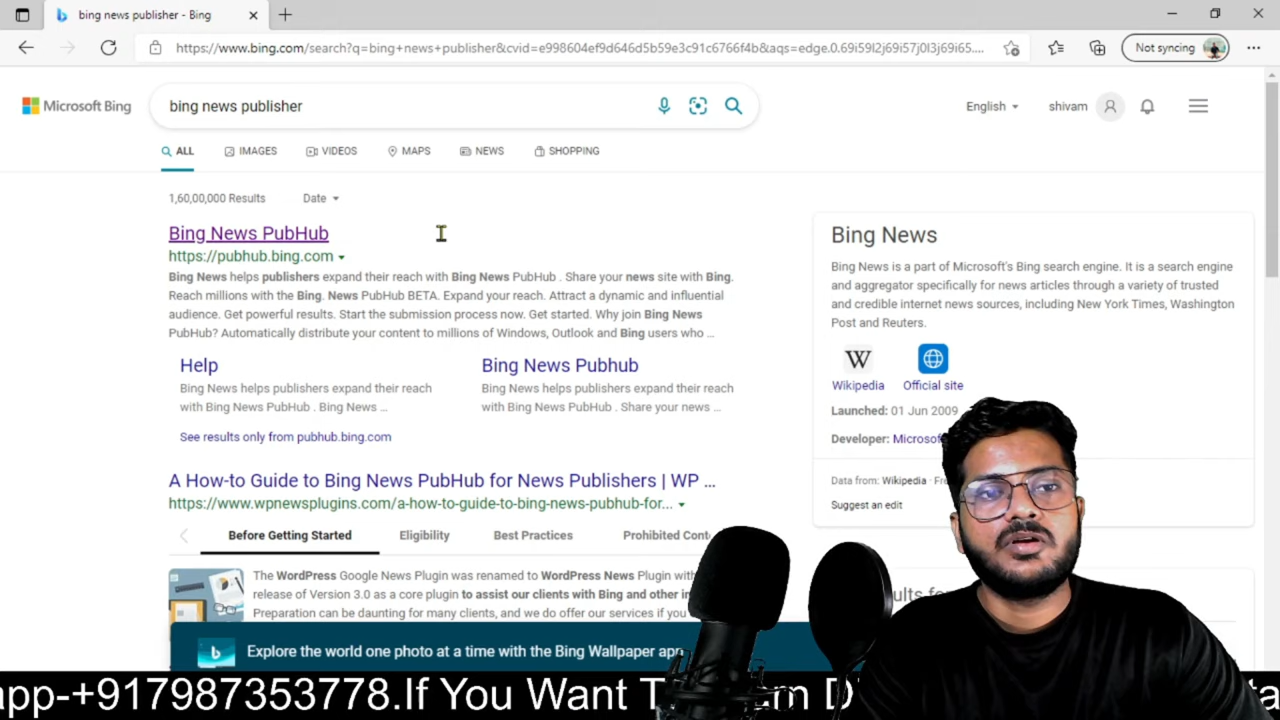 bing news publisher - Bing
https://www.bing.com/search?q=bing+news+publisher&cvid=e998604ef9d646d5b59e3c91c6766f4b&aqs=edge.0.69i59l2j69i57j0l3j69i65....
Not syncing
Microsoft Bing
bing news publisher
English
shivam
ALL
IMAGES
VIDEOS
MAPS
NEWS
SHOPPING
1,60,00,000 Results
Date
Bing News PubHub
https://pubhub.bing.com
Bing News helps publishers expand their reach with Bing News PubHub . Share your news site with Bing.
Reach millions with the Bing. News PubHub BETA. Expand your reach. Attract a dynamic and influential
audience. Get powerful results. Start the submission process now. Get started. Why join Bing News
PubHub? Automatically distribute your content to millions of Windows, Outlook and Bing users who ...
Help
Bing News helps publishers expand their reach
with Bing News PubHub . Bing News ...
Bing News Pubhub
Bing News helps publishers expand their reach
with Bing News PubHub . Share your news ...
See results only from pubhub.bing.com
A How-to Guide to Bing News PubHub for News Publishers | WP ...
https://www.wpnewsplugins.com/a-how-to-guide-to-bing-news-pubhub-for...
Before Getting Started
Eligibility
Best Practices
Prohibited Cont
The WordPress Google News Plugin was renamed to WordPress News Plugin with
release of Version 3.0 as a core plugin to assist our clients with Bing and other in
Preparation can be daunting for many clients, and we do offer our services if you
Bing News
Bing News is a part of Microsoft's Bing search engine. It is a search engine
and aggregator specifically for news articles through a variety of trusted
and credible internet news sources, including New York Times, Washington
Post and Reuters.
W
Wikipedia
Official site
Launched: 01 Jun 2009
Developer: Microsof
Data from: Wikipedia
Suggest an edit
Explore the world one photo at a time with the Bing Wallpaper app
app-+917987353778.If You Want T